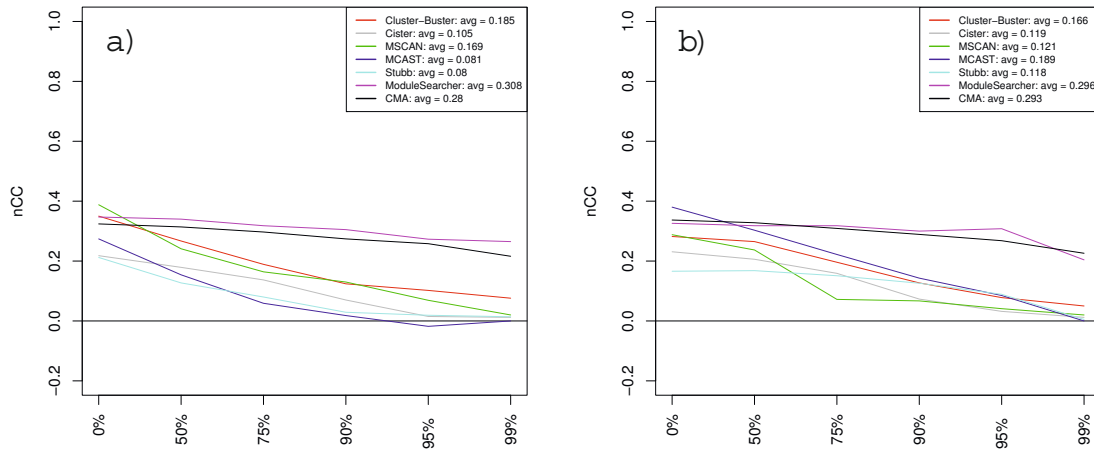 a)
Cluster−Buster: avg = 0.185
Cister: avg = 0.105
MSCAN: avg = 0.169
MCAST: avg = 0.081
Stubb: avg = 0.08
ModuleSearcher: avg = 0.308
CMA: avg = 0.28
nCC
1.0
0.8
0.6
0.4
0.2
0.0
−0.2
0%
50%
75%
90%
95%
99%
b)
Cluster−Buster: avg = 0.166
Cister: avg = 0.119
MSCAN: avg = 0.121
MCAST: avg = 0.189
Stubb: avg = 0.118
ModuleSearcher: avg = 0.296
CMA: avg = 0.293
nCC
1.0
0.8
0.6
0.4
0.2
0.0
−0.2
0%
50%
75%
90%
95%
99%